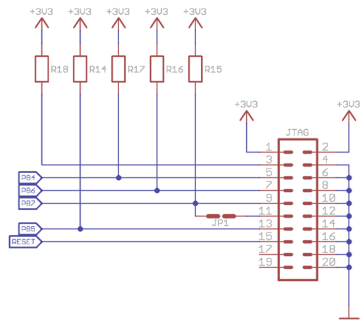 +3V3 +3V3 +3V3 +3V3 +3V3
R18 R14 R17 R16 R15
+3V3 +3V3
JTAG
1 2
3 4
PB4 5 6
PB6 7 8
PB7 9 10
11 12
JP1
PB5 13 14
RESET 15 16
17 18
19 20